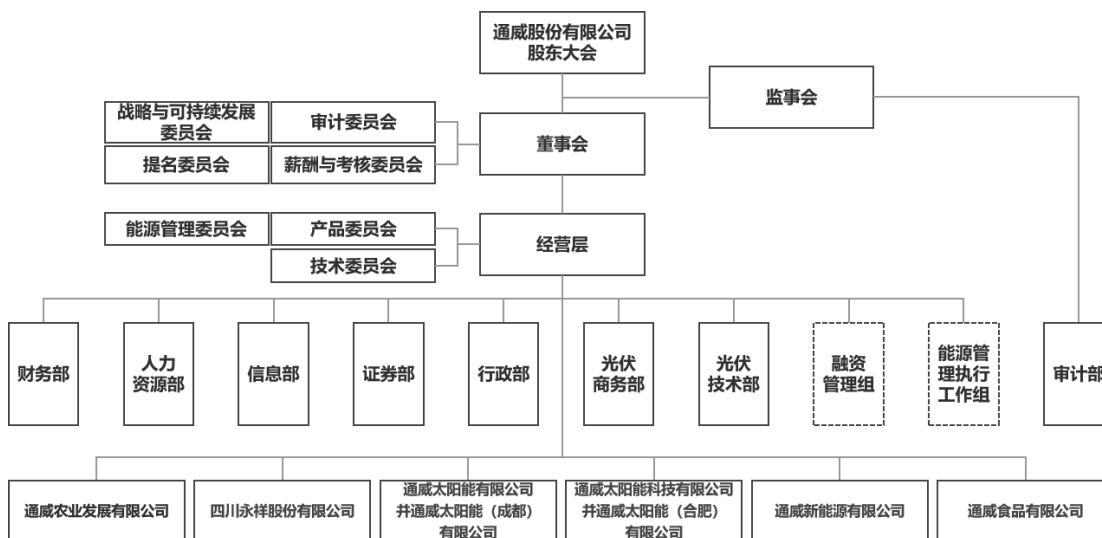 通威股份有限公司
股东大会
监事会
战略与可持续发展
委员会
审计委员会
董事会
提名委员会
薪酬与考核委员会
能源管理委员会
产品委员会
经营层
技术委员会
财务部
人力
资源部
信息部
证券部
行政部
光伏
商务部
光伏
技术部
融资
管理组
能源管
理执行
工作组
审计部
通威农业发展有限公司
四川永祥股份有限公司
通威太阳能有限公司
并通威太阳能（成都）
有限公司
通威太阳能科技有限公司
并通威太阳能（合肥）
有限公司
通威新能源有限公司
通威食品有限公司